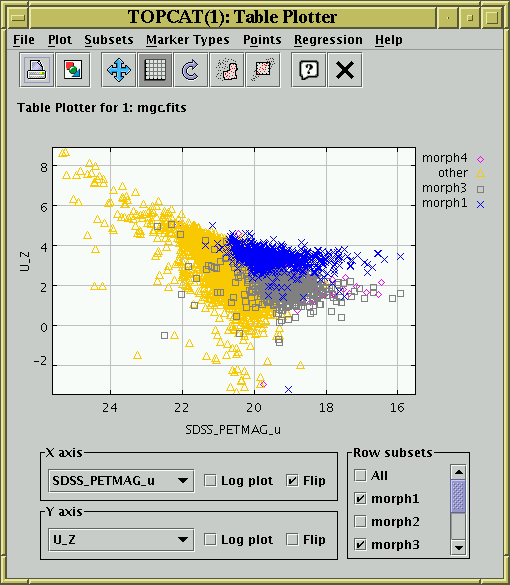 TOPCAT(1): Table Plotter
File Plot Subsets Marker Types Points Regression Help
Table Plotter for 1: mgc.fits
morph4
other
morph3
morph1
8
6
4
2
0
-2
U_Z
24 22 20 18 16
SDSS_PETMAG_u
X axis
SDSS_PETMAG_u Log plot Flip
Y axis
U_Z Log plot Flip
Row subsets
All
morph1
morph2
morph3